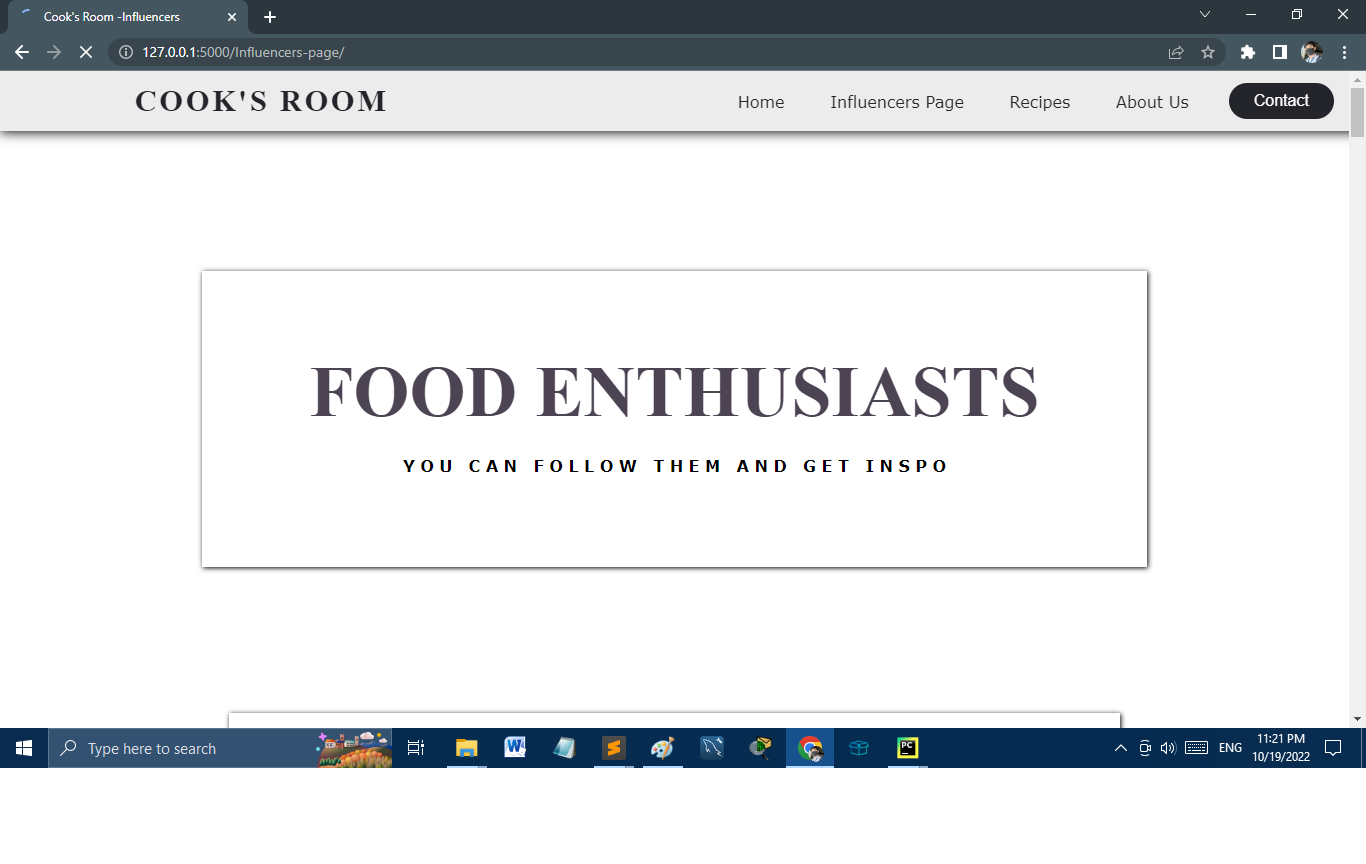 Cook's Room -Influencers
127.0.0.1:5000/Influencers-page/
COOK'S ROOM
Home Influencers Page Recipes About Us Contact
FOOD ENTHUSIASTS
YOU CAN FOLLOW THEM AND GET INSPO
Type here to search
W
PC
ENG
11:21 PM
10/19/2022